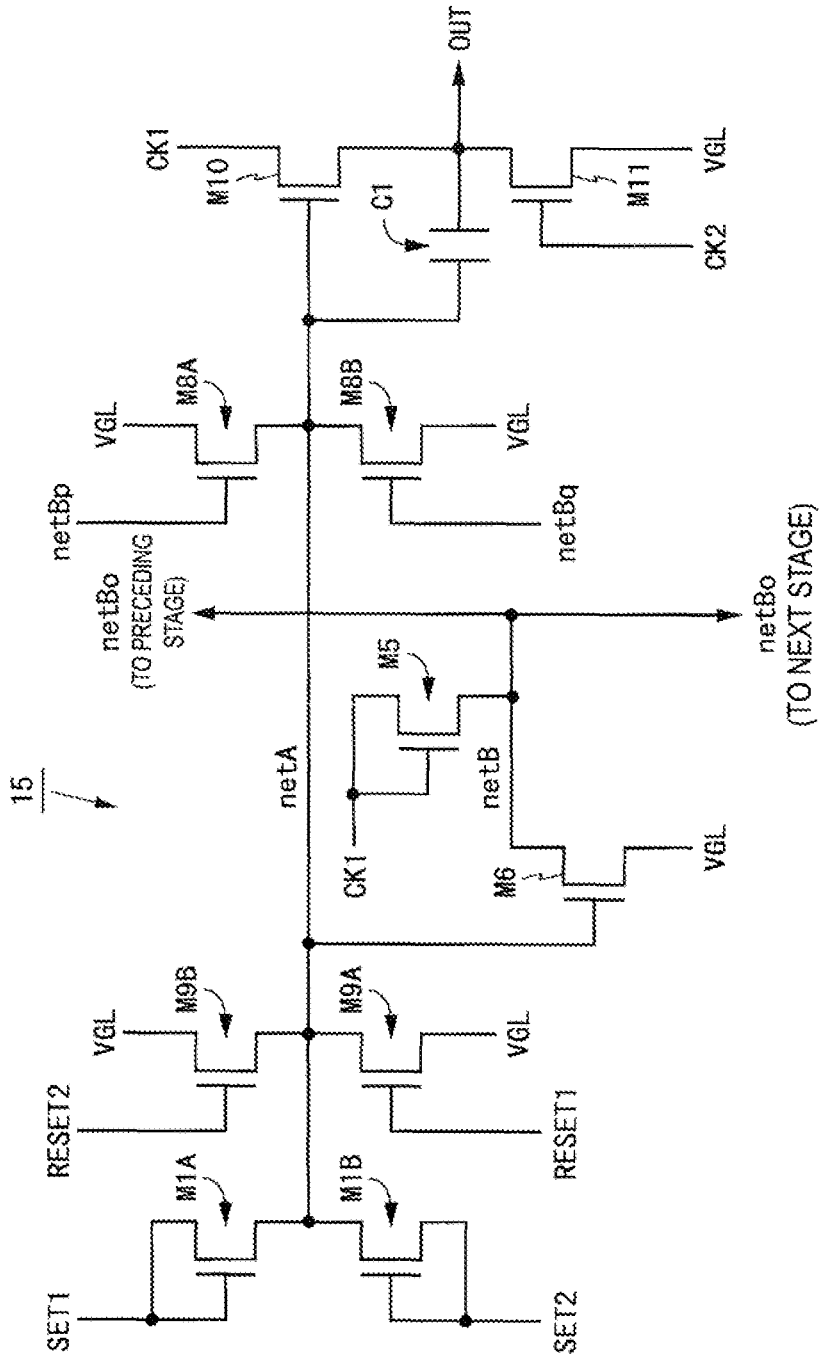 15
SET1
M1A
M1B
SET2
RESET2
VGL
M9B
M9A
RESET1
VGL
netA
CK1
M5
netB
M6
VGL
netBo
(TO PRECEDING
STAGE)
netBo
(TO NEXT STAGE)
netBp
VGL
M8A
M8B
netBq
VGL
CK1
M10
C1
OUT
M11
CK2
VGL